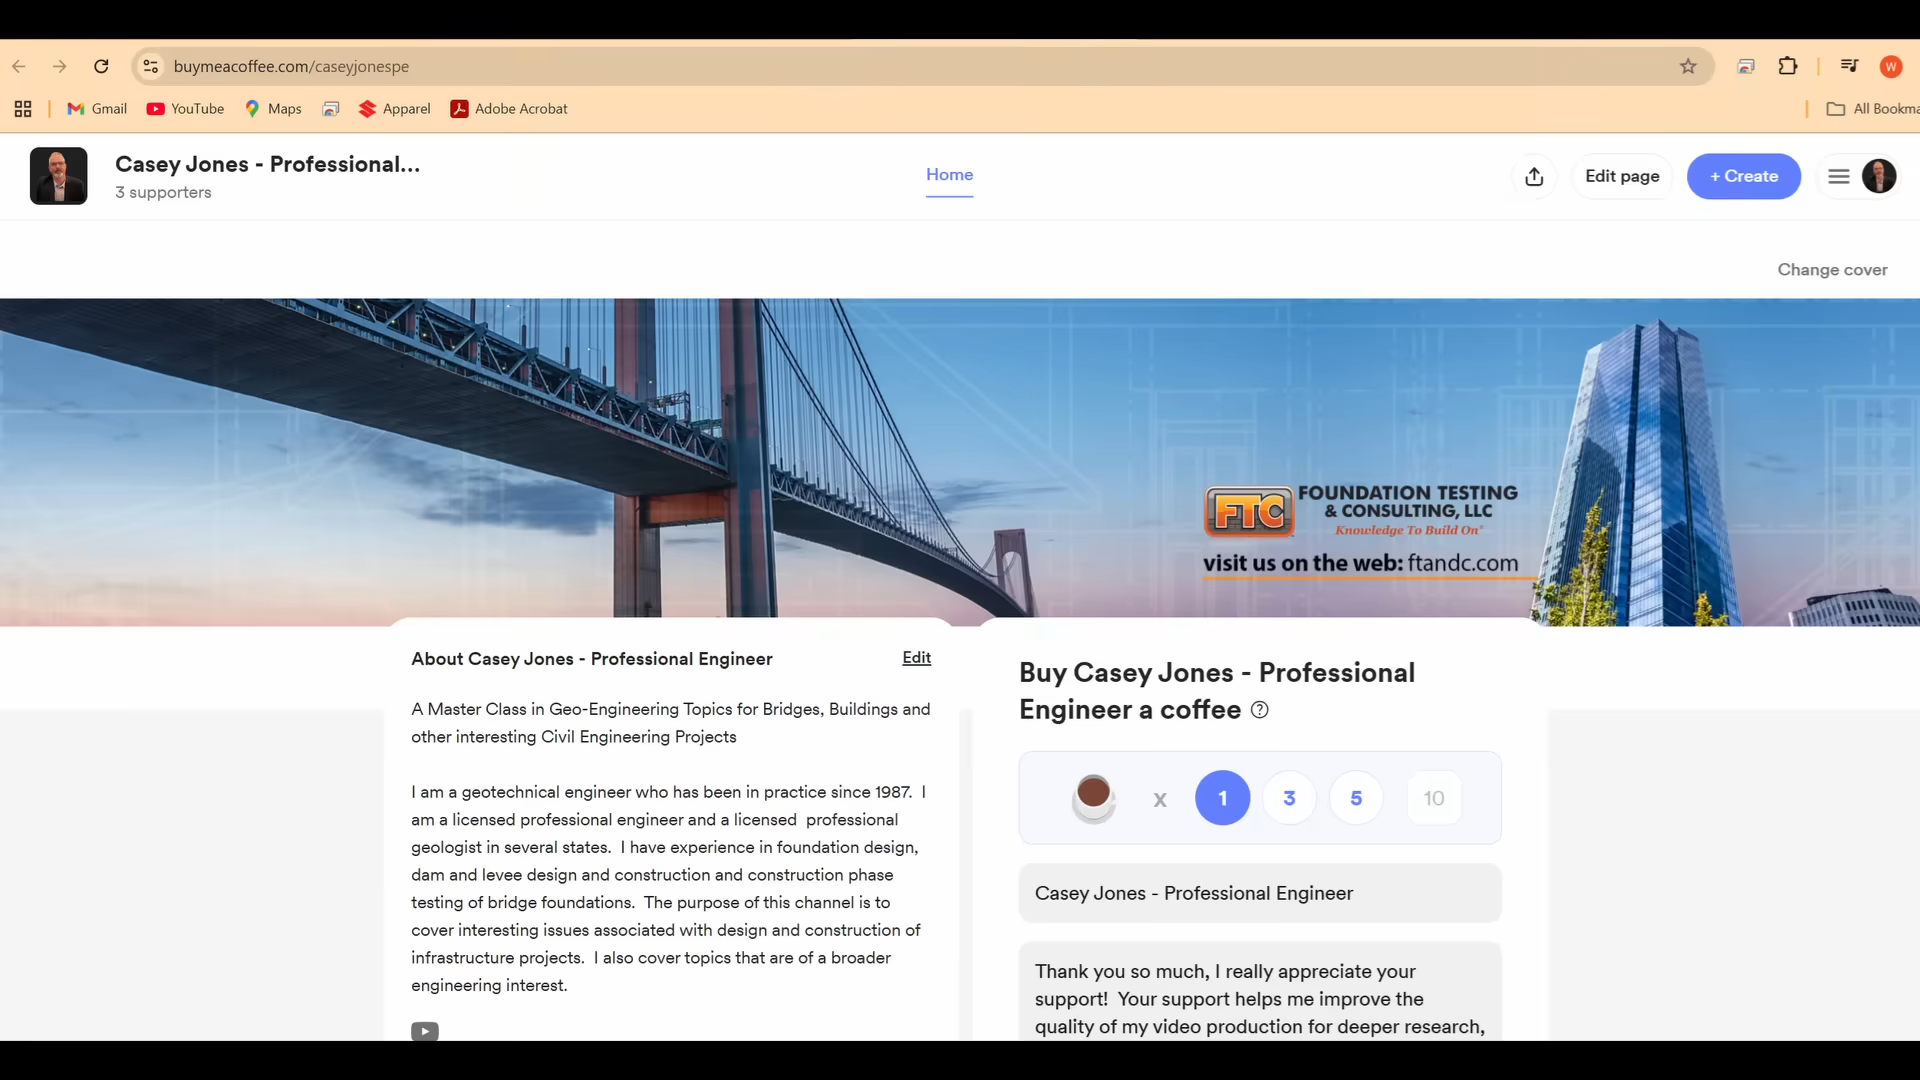 buymeacoffee.com/caseyjonespe
W
Gmail
YouTube
Maps
Apparel
Adobe Acrobat
All Bookma
Casey Jones - Professional...
3 supporters
Home
Edit page
+ Create
Change cover
FTC
FOUNDATION TESTING
& CONSULTING, LLC
Knowledge To Build On®
visit us on the web: ftandc.com
About Casey Jones - Professional Engineer
Edit
A Master Class in Geo-Engineering Topics for Bridges, Buildings and
other interesting Civil Engineering Projects
I am a geotechnical engineer who has been in practice since 1987.  I
am a licensed professional engineer and a licensed  professional
geologist in several states.  I have experience in foundation design,
dam and levee design and construction and construction phase
testing of bridge foundations.  The purpose of this channel is to
cover interesting issues associated with design and construction of
infrastructure projects.  I also cover topics that are of a broader
engineering interest.
Buy Casey Jones - Professional
Engineer a coffee ?
x 1 3 5 10
Casey Jones - Professional Engineer
Thank you so much, I really appreciate your
support!  Your support helps me improve the
quality of my video production for deeper research,